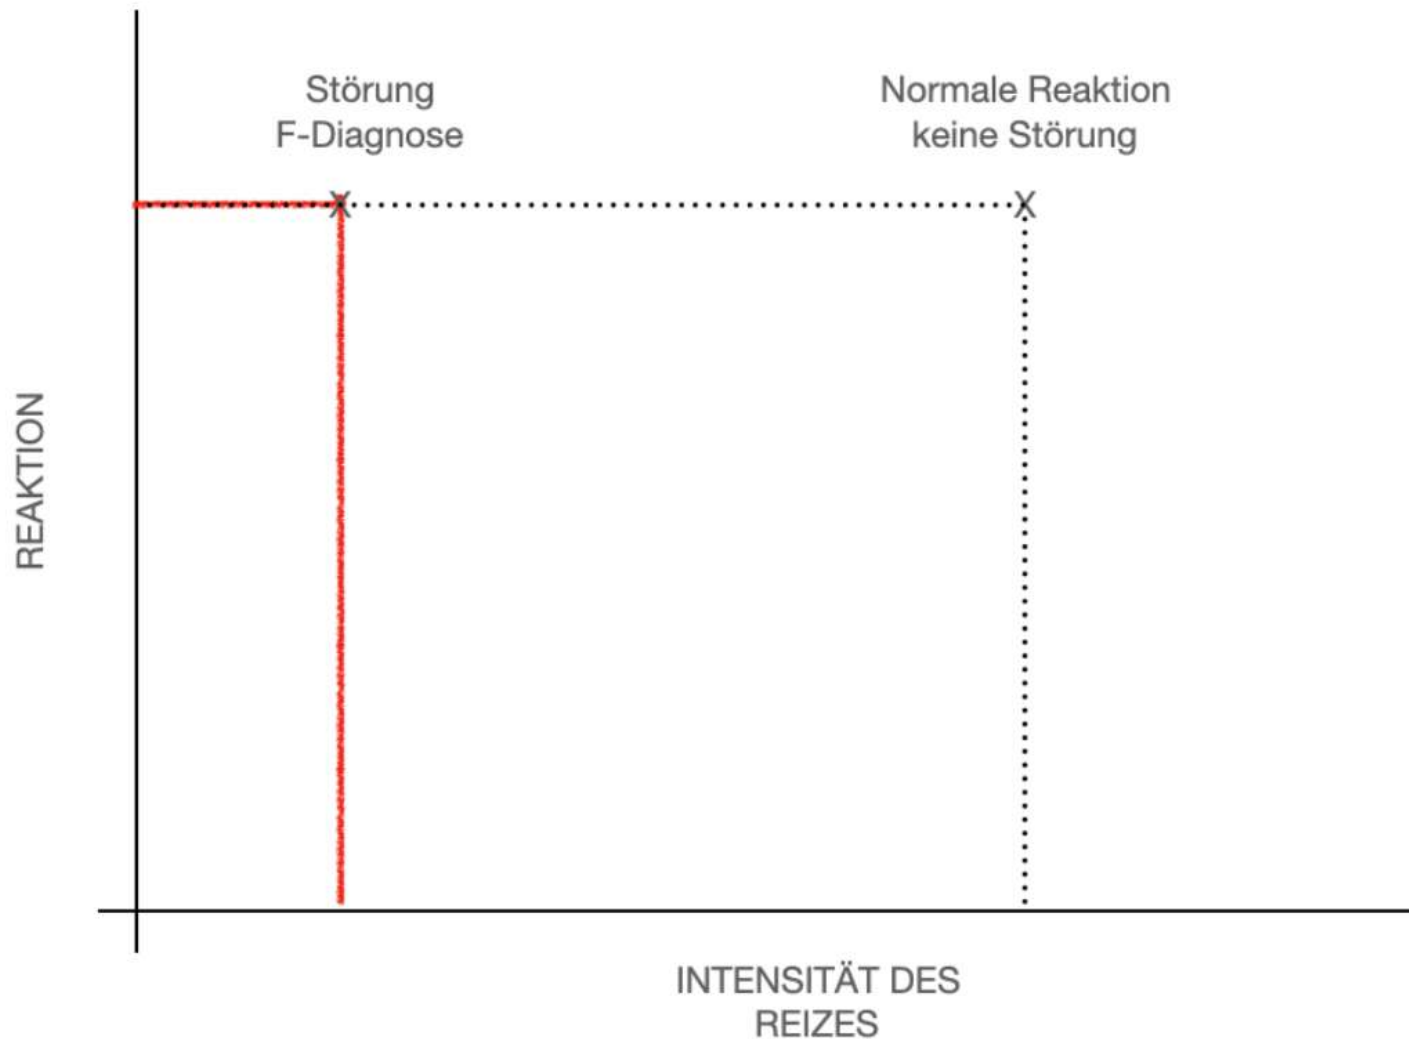 Störung
F-Diagnose
Normale Reaktion
keine Störung
X
X
REAKTION
INTENSITÄT DES
REIZES